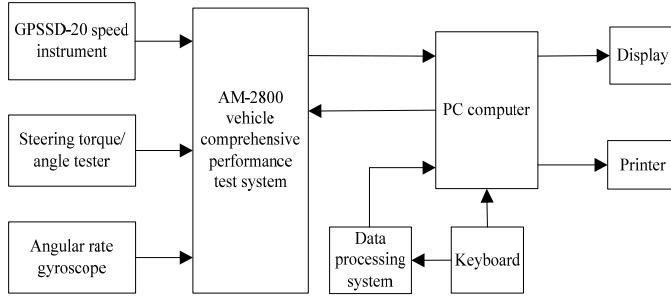 GPSSD-20 speed
instrument
Steering torque/
angle tester
Angular rate
gyroscope
AM-2800
vehicle
comprehensive
performance
test system
PC computer
Data
processing
system
Keyboard
Display
Printer